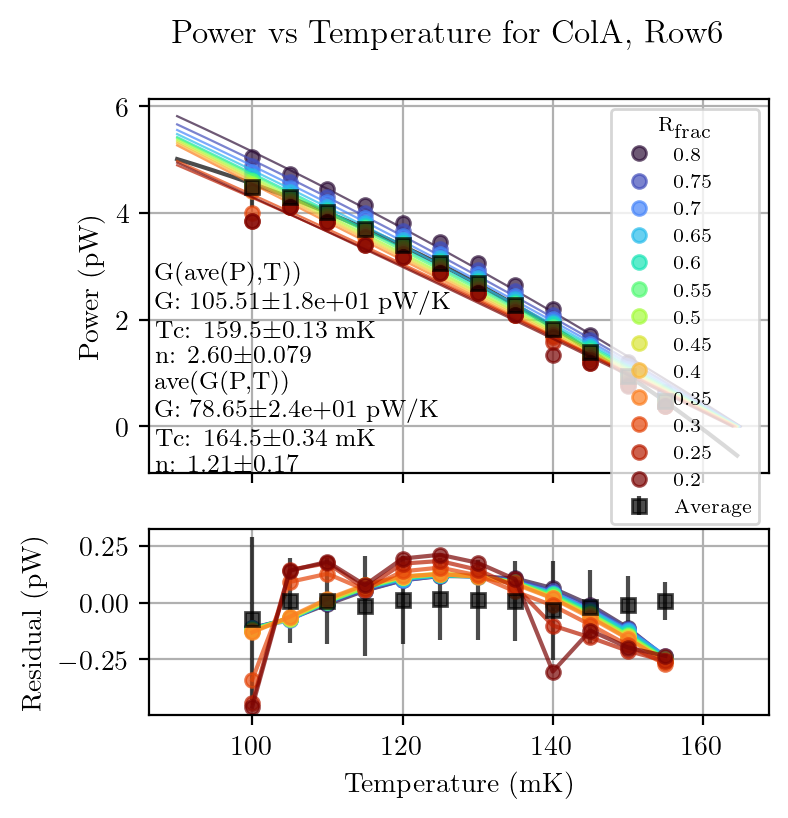 Power vs Temperature for ColA, Row6
6
4
2
0
Power (pW)
G(ave(P),T))
G: 105.51±1.8e+01 pW/K
Tc: 159.5±0.13 mK
n: 2.60±0.079
ave(G(P,T))
G: 78.65±2.4e+01 pW/K
Tc: 164.5±0.34 mK
n: 1.21±0.17
Rfrac
0.8
0.75
0.7
0.65
0.6
0.55
0.5
0.45
0.4
0.35
0.3
0.25
0.2
Average
0.25
0.00
−0.25
Residual (pW)
100 120 140 160
Temperature (mK)